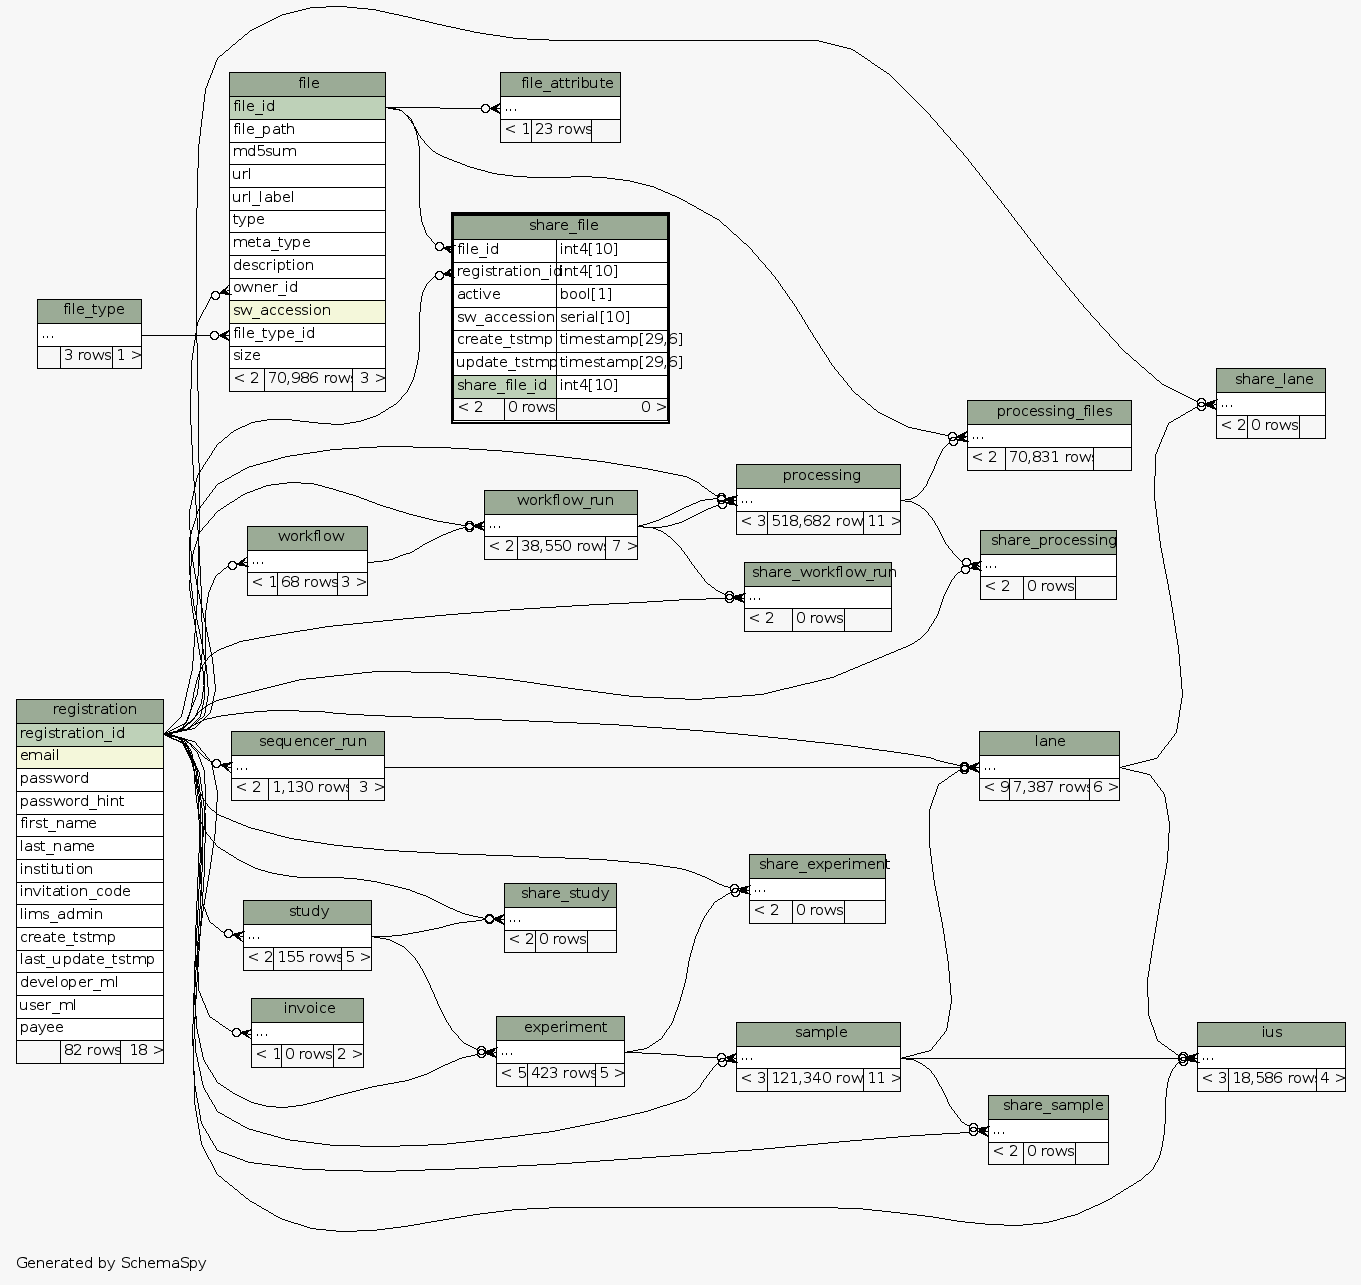 file
file_id
file_path
md5sum
url
url_label
type
meta_type
description
owner_id
sw_accession
file_type_id
size
< 2 70,986 rows 3 >
file_attribute
...
< 1 23 rows
share_file
file_id int4[10]
registration_id int4[10]
active bool[1]
sw_accession serial[10]
create_tstmp timestamp[29,6]
update_tstmp timestamp[29,6]
share_file_id int4[10]
< 2 0 rows 0 >
file_type
...
3 rows 1 >
share_lane
...
< 2 0 rows
processing_files
...
< 2 70,831 rows
processing
...
< 3 518,682 rows 11 >
workflow_run
...
< 2 38,550 rows 7 >
workflow
...
< 1 68 rows 3 >
share_processing
...
< 2 0 rows
share_workflow_run
...
< 2 0 rows
registration
registration_id
email
password
password_hint
first_name
last_name
institution
invitation_code
lims_admin
create_tstmp
last_update_tstmp
developer_ml
user_ml
payee
82 rows 18 >
sequencer_run
...
< 2 1,130 rows 3 >
lane
...
< 9 7,387 rows 6 >
share_experiment
...
< 2 0 rows
share_study
...
< 2 0 rows
study
...
< 2 155 rows 5 >
invoice
...
< 1 0 rows 2 >
experiment
...
< 5 423 rows 5 >
sample
...
< 3 121,340 rows 11 >
ius
...
< 3 18,586 rows 4 >
share_sample
...
< 2 0 rows
Generated by SchemaSpy